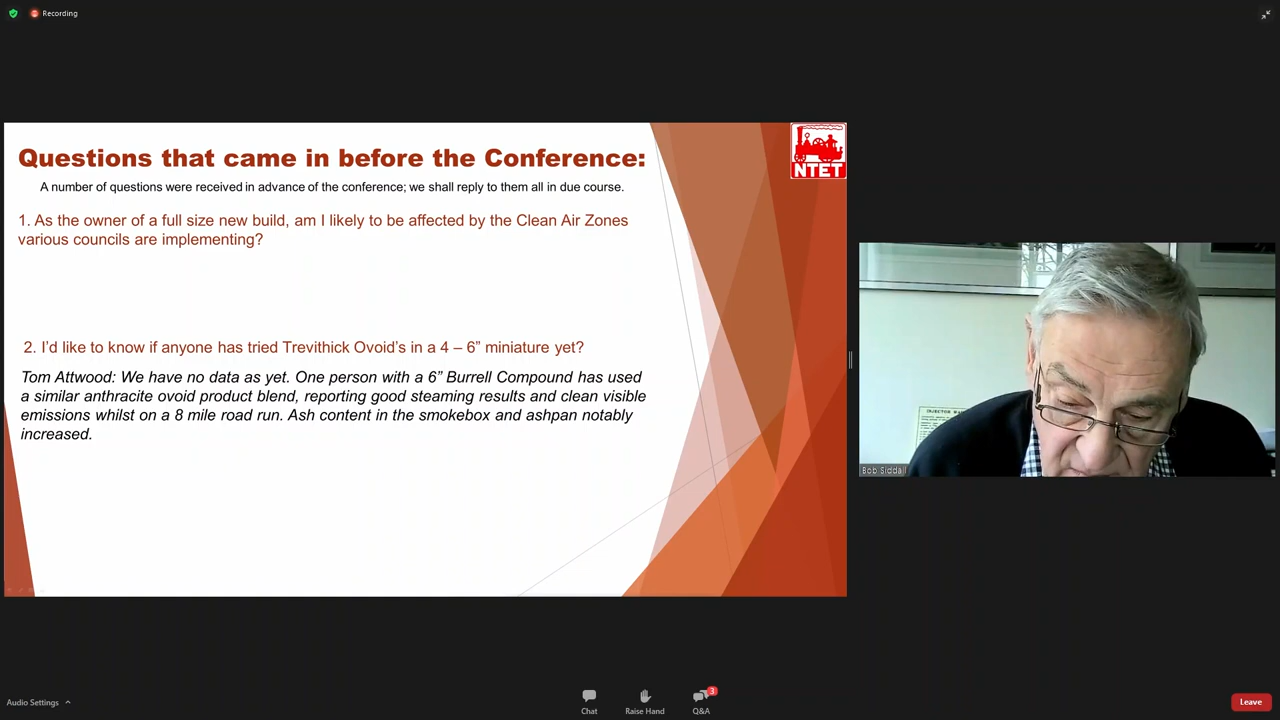 Recording
Questions that came in before the Conference:
NTET
A number of questions were received in advance of the conference; we shall reply to them all in due course.
1. As the owner of a full size new build, am I likely to be affected by the Clean Air Zones
various councils are implementing?
2. I’d like to know if anyone has tried Trevithick Ovoid’s in a 4 – 6” miniature yet?
Tom Attwood: We have no data as yet. One person with a 6” Burrell Compound has used
a similar anthracite ovoid product blend, reporting good steaming results and clean visible
emissions whilst on a 8 mile road run. Ash content in the smokebox and ashpan notably
increased.
Bob Siddall
Audio Settings
Chat
Raise Hand
3
Q&A
Leave